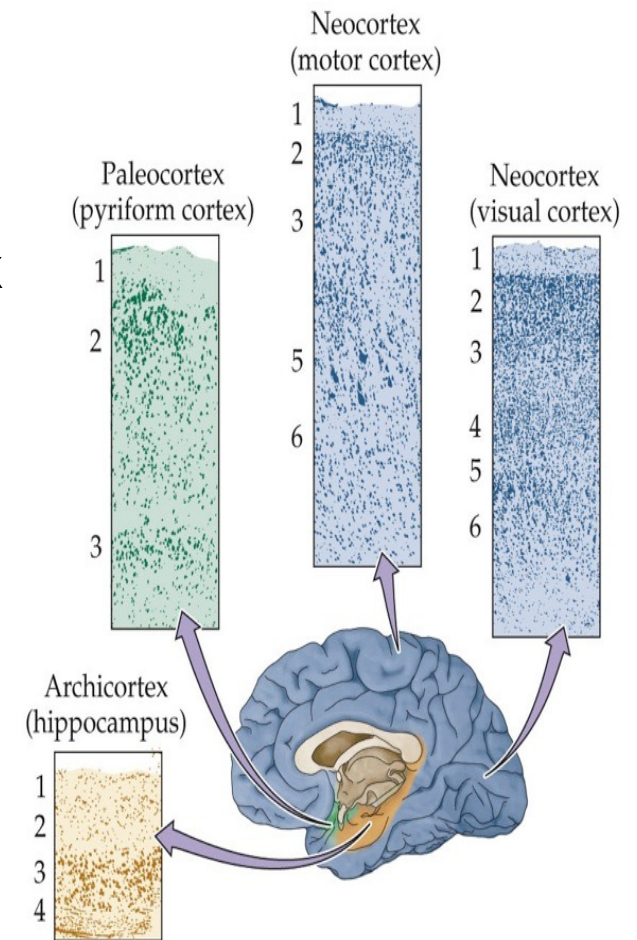 Neocortex
(motor cortex)
1
2
3
5
6
Paleocortex
(pyriform cortex)
1
2
3
Neocortex
(visual cortex)
1
2
3
4
5
6
Archicortex
(hippocampus)
1
2
3
4